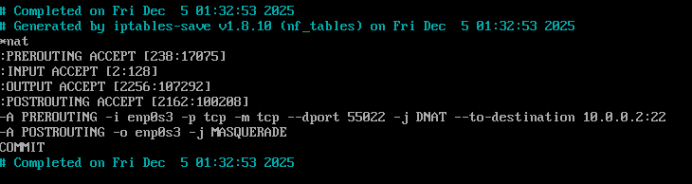 # Completed on Fri Dec  5 01:32:53 2025
# Generated by iptables-save v1.8.10 (nf_tables) on Fri Dec  5 01:32:53 2025
*nat
:PREROUTING ACCEPT [238:17075]
:INPUT ACCEPT [2:128]
:OUTPUT ACCEPT [2256:107292]
:POSTROUTING ACCEPT [2162:100208]
-A PREROUTING -i enp0s3 -p tcp -m tcp --dport 55022 -j DNAT --to-destination 10.0.0.2:22
-A POSTROUTING -o enp0s3 -j MASQUERADE
COMMIT
# Completed on Fri Dec  5 01:32:53 2025